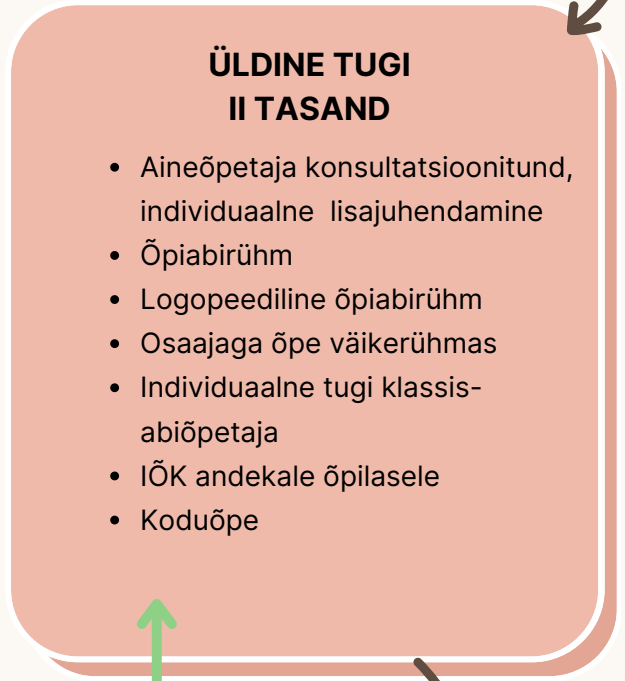 ÜLDINE TUGI
II TASAND
• Aineõpetaja konsultatsioonitund,
individuaalne  lisajuhendamine
• Õpiabirühm
• Logopeediline õpiabirühm
• Osaajaga õpe väikerühmas
• Individuaalne tugi klassis-
abiõpetaja
• IÕK andekale õpilasele
• Koduõpe